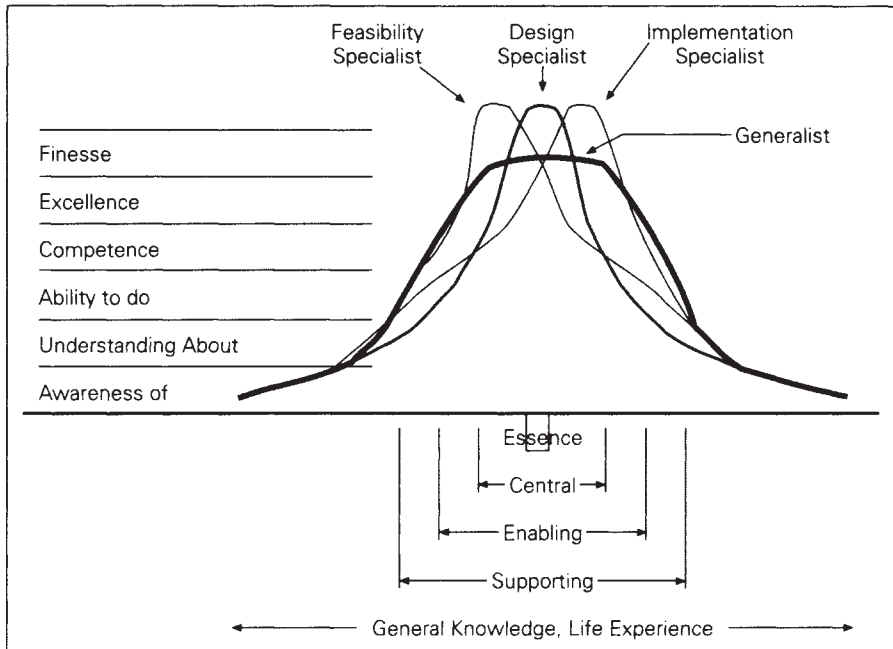 Feasibility
Specialist
Design
Specialist
Implementation
Specialist
Generalist
Finesse
Excellence
Competence
Ability to do
Understanding About
Awareness of
Essence
Central
Enabling
Supporting
General Knowledge, Life Experience